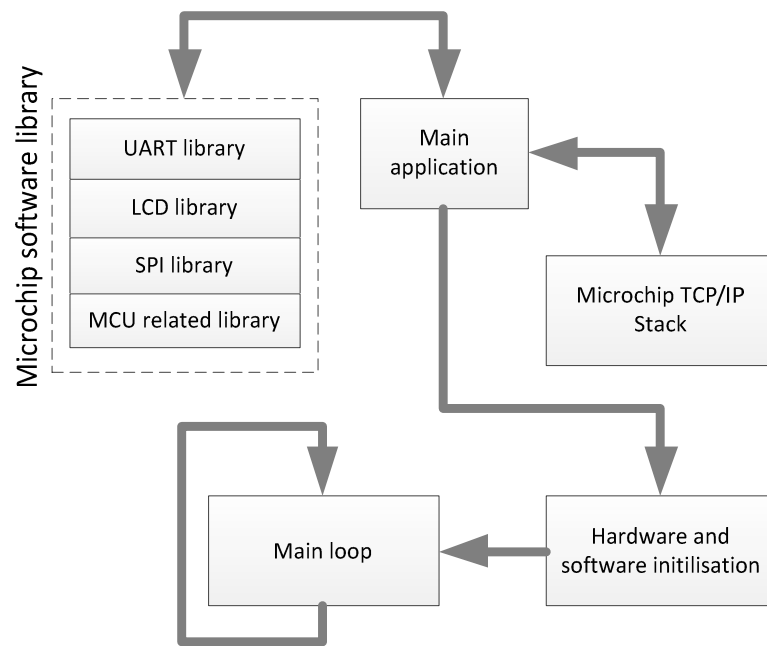 Microchip software library
UART library
LCD library
SPI library
MCU related library
Main
application
Microchip TCP/IP
Stack
Main loop
Hardware and
software initilisation